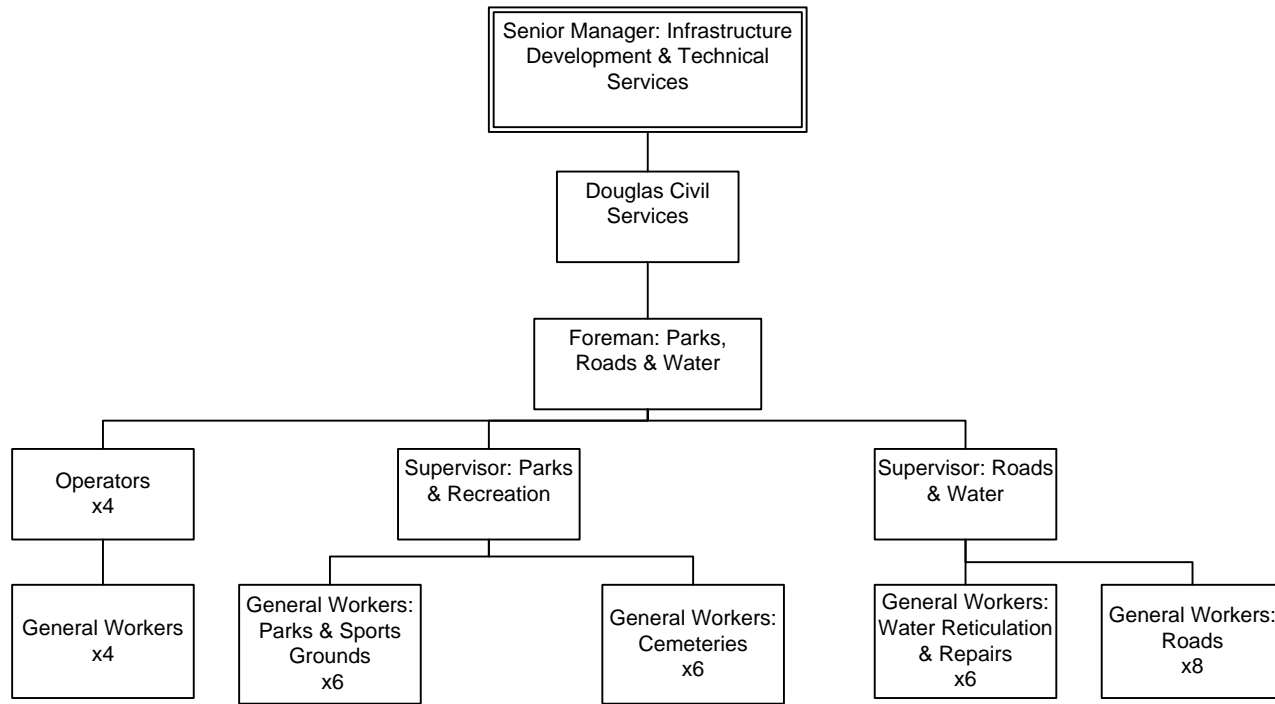 Senior Manager: Infrastructure
Development & Technical
Services
Douglas Civil
Services
Foreman: Parks,
Roads & Water
Operators
x4
Supervisor: Parks
& Recreation
Supervisor: Roads
& Water
General Workers
x4
General Workers:
Parks & Sports
Grounds
x6
General Workers:
Cemeteries
x6
General Workers:
Water Reticulation
& Repairs
x6
General Workers:
Roads
x8